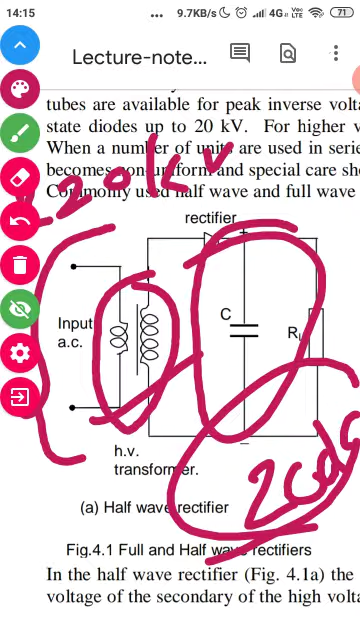 14:15
... 9.7KB/s 4G Vo LTE 71
Lecture-note...
tubes are available for peak inverse volta
state diodes up to 20 kV. For higher v
When a number of units are used in serie
becomes non-uniform and special care sho
Commonly used half wave and full wave
20kv
rectifier
+
Input
a.c.
C
RL
h.v.
transformer.
−
(a) Half wave rectifier
Fig.4.1 Full and Half wave rectifiers
In the half wave rectifier (Fig. 4.1a) the
voltage of the secondary of the high volta